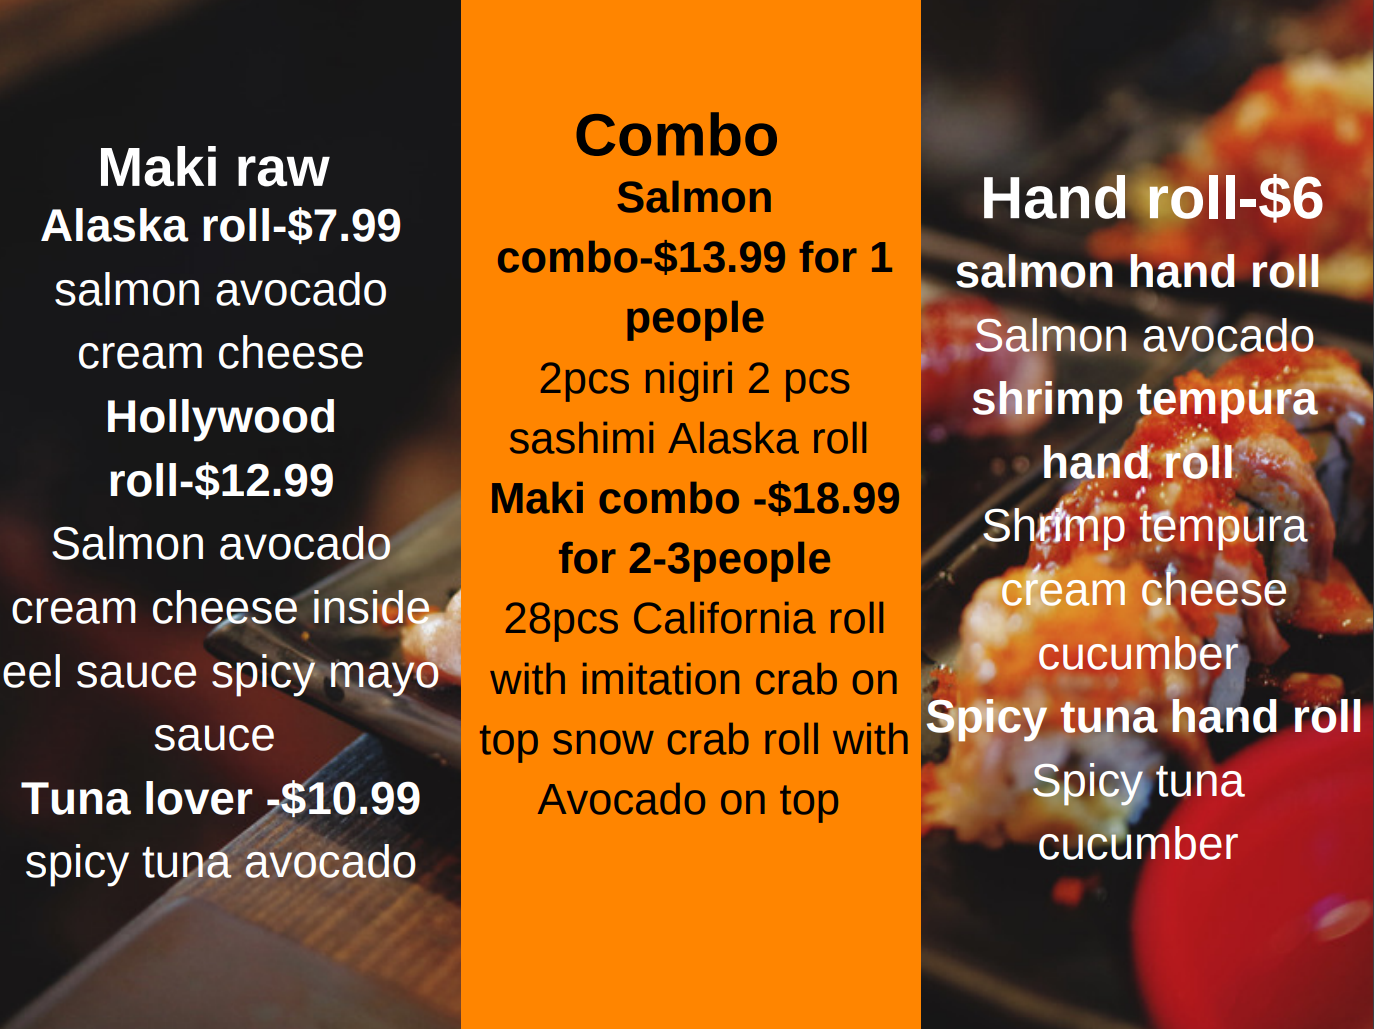 Maki raw
Alaska roll-$7.99
salmon avocado
cream cheese
Hollywood
roll-$12.99
Salmon avocado
cream cheese inside
eel sauce spicy mayo
sauce
Tuna lover -$10.99
spicy tuna avocado
Combo
Salmon
combo-$13.99 for 1
people
2pcs nigiri 2 pcs
sashimi Alaska roll
Maki combo -$18.99
for 2-3people
28pcs California roll
with imitation crab on
top snow crab roll with
Avocado on top
Hand roll-$6
salmon hand roll
Salmon avocado
shrimp tempura
hand roll
Shrimp tempura
cream cheese
cucumber
Spicy tuna hand roll
Spicy tuna
cucumber